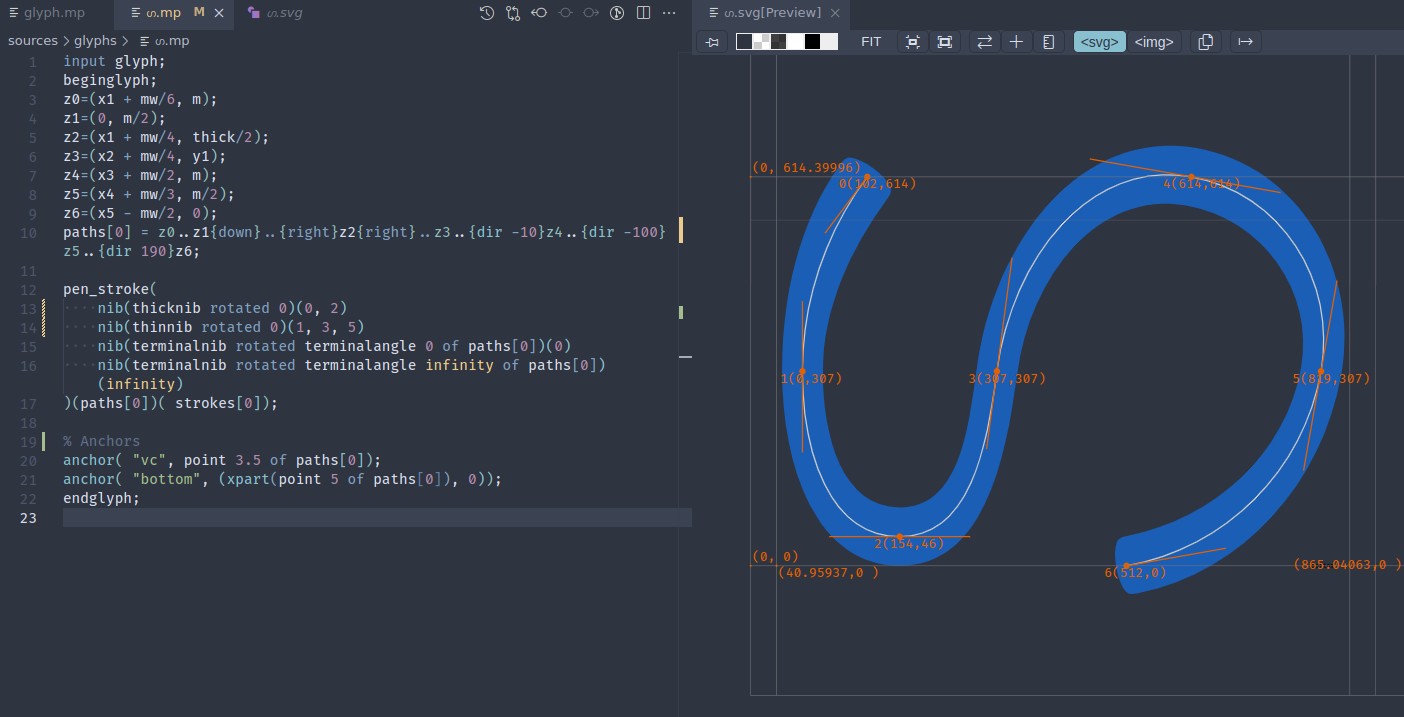 glyph.mp
ഗ.mp M
ഗ.svg
ഗ.svg[Preview]
sources > glyphs > ഗ.mp
FIT
<svg>
<img>
1 input glyph;
2 beginglyph;
3 z0=(x1 + mw/6, m);
4 z1=(0, m/2);
5 z2=(x1 + mw/4, thick/2);
6 z3=(x2 + mw/4, y1);
7 z4=(x3 + mw/2, m);
8 z5=(x4 + mw/3, m/2);
9 z6=(x5 - mw/2, 0);
10 paths[0] = z0..z1{down}..{right}z2{right}..z3..{dir -10}z4..{dir -100}
z5..{dir 190}z6;
11
12 pen_stroke(
13 ····nib(thicknib rotated 0)(0, 2)
14 ····nib(thinnib rotated 0)(1, 3, 5)
15 ····nib(terminalnib rotated terminalangle 0 of paths[0])(0)
16 ····nib(terminalnib rotated terminalangle infinity of paths[0])
(infinity)
17 )(paths[0])( strokes[0]);
18
19 % Anchors
20 anchor( "vc", point 3.5 of paths[0]);
21 anchor( "bottom", (xpart(point 5 of paths[0]), 0));
22 endglyph;
23
(0, 614.39996)
0(102,614)
4(614,614)
1(0,307)
3(307,307)
5(819,307)
2(154,46)
(0, 0)
(40.95937,0 )
6(512,0)
(865.04063,0 )